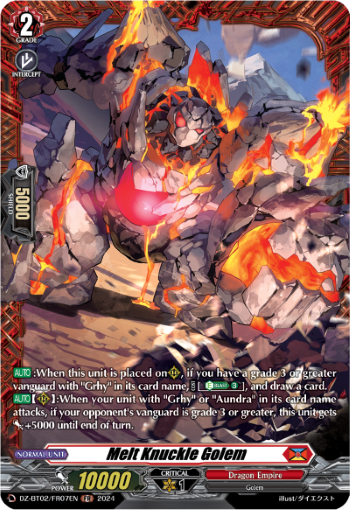 2
GRADE
INTERCEPT
5000
SHIELD
AUTO :When this unit is placed on R, if you have a grade 3 or greater
vanguard with "Grhy" in its card name, COST [ -BLAST 3 ], and draw a card.
AUTO [R]:When your unit with "Grhy" or "Aundra" in its card name
attacks, if your opponent's vanguard is grade 3 or greater, this unit gets
+5000 until end of turn.
NORMAL UNIT
Melt Knuckle Golem
POWER 10000
CRITICAL
1
Dragon Empire
Golem
DZ-BT02/FR07EN FR 2024
illust/ダイエクスト